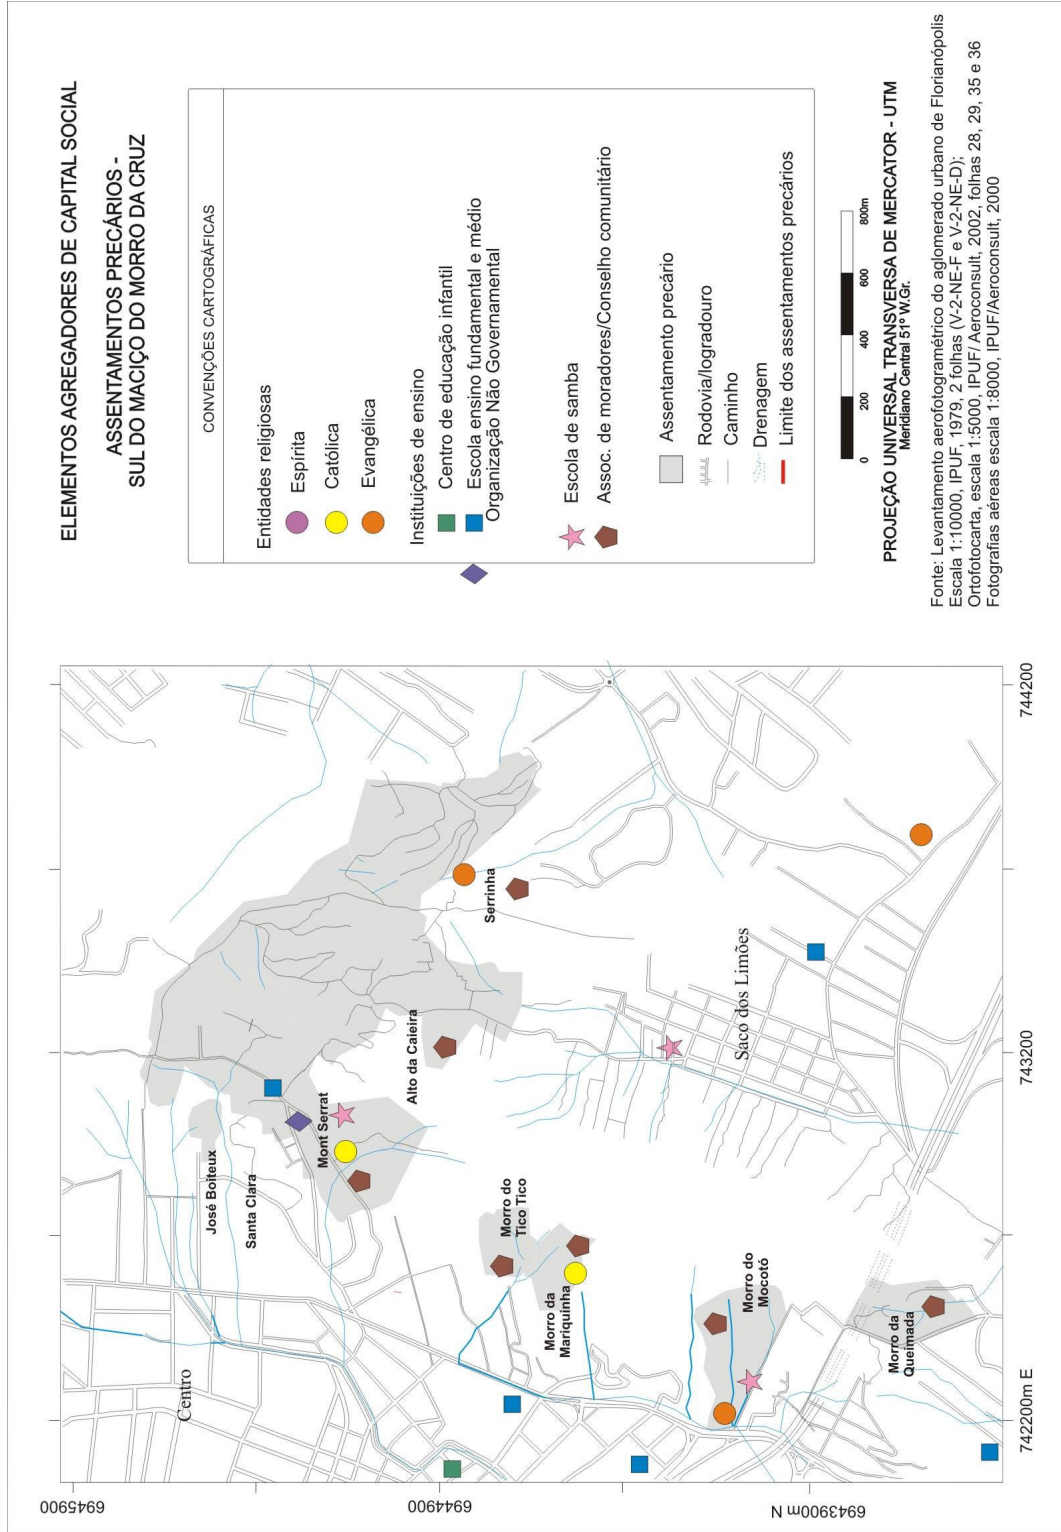 ELEMENTOS AGREGADORES DE CAPITAL SOCIAL
ASSENTAMENTOS PRECÁRIOS -
SUL DO MACIÇO DO MORRO DA CRUZ
CONVENÇÕES CARTOGRÁFICAS
Entidades religiosas
Espírita
Católica
Evangélica
Instituições de ensino
Centro de educação infantil
Escola ensino fundamental e médio
Organização Não Governamental
Escola de samba
Assoc. de moradores/Conselho comunitário
Assentamento precário
Rodovia/logradouro
Caminho
Drenagem
Limite dos assentamentos precários
0 200 400 600 800m
PROJEÇÃO UNIVERSAL TRANSVERSA DE MERCATOR - UTM
Meridiano Central 51º W.Gr.
Fonte: Levantamento aerofotogramétrico do aglomerado urbano de Florianópolis
Escala 1:10000, IPUF, 1979, 2 folhas (V-2-NE-F e V-2-NE-D);
Ortofotocarta, escala 1:5000, IPUF/ Aeroconsult, 2002, folhas 28, 29, 35 e 36
Fotografias aéreas escala 1:8000, IPUF/Aeroconsult, 2000
6945900
6944900
6943900m N
742200m E
743200
744200
Centro
José Boiteux
Santa Clara
Mont Serrat
Alto da Caieira
Serrinha
Morro do
Tico Tico
Morro da
Mariquinha
Morro do
Mocotó
Morro da
Queimada
Saco dos Limões